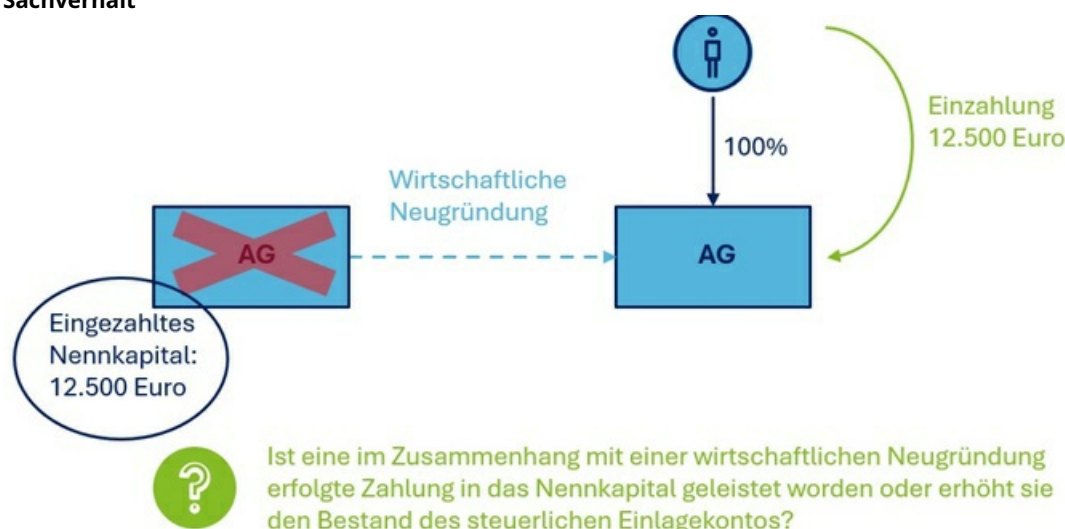 Sachverhalt
Einzahlung
12.500 Euro
100%
Wirtschaftliche
Neugründung
AG
AG
Eingezahltes
Nennkapital:
12.500 Euro
?
Ist eine im Zusammenhang mit einer wirtschaftlichen Neugründung
erfolgte Zahlung in das Nennkapital geleistet worden oder erhöht sie
den Bestand des steuerlichen Einlagekontos?